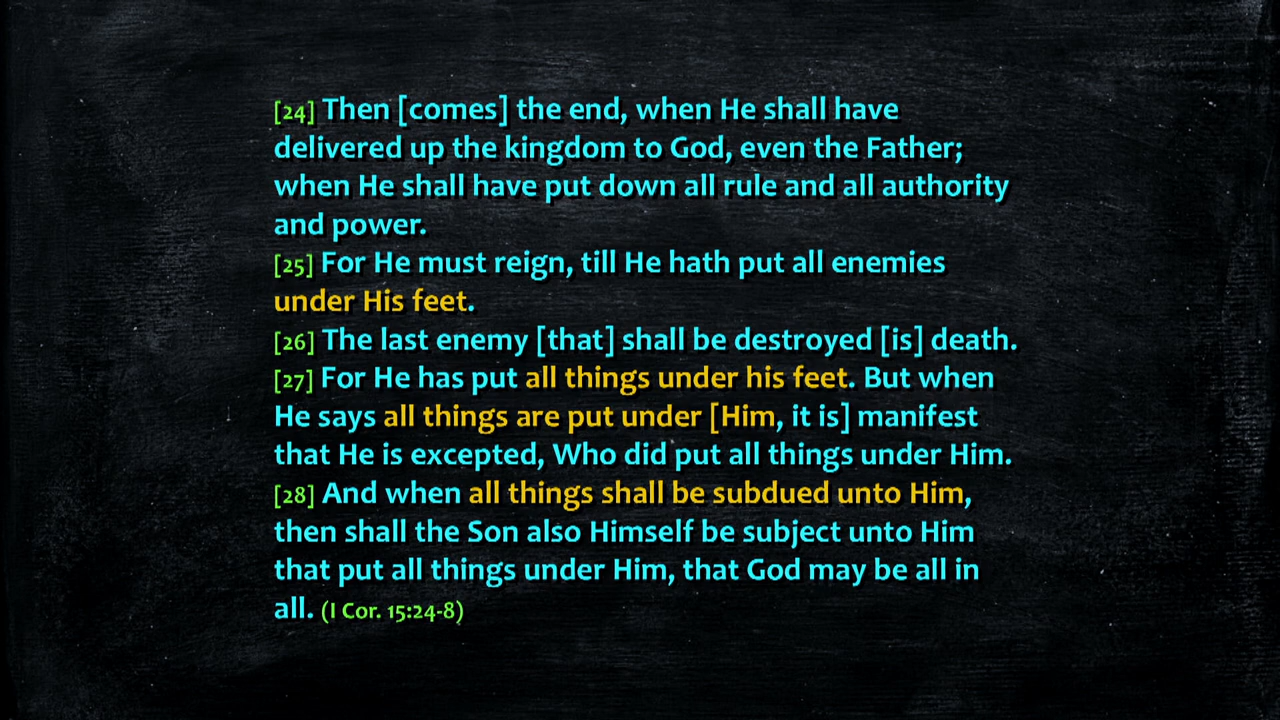 [24] Then [comes] the end, when He shall have
delivered up the kingdom to God, even the Father;
when He shall have put down all rule and all authority
and power.
[25] For He must reign, till He hath put all enemies
under His feet.
[26] The last enemy [that] shall be destroyed [is] death.
[27] For He has put all things under his feet. But when
He says all things are put under [Him, it is] manifest
that He is excepted, Who did put all things under Him.
[28] And when all things shall be subdued unto Him,
then shall the Son also Himself be subject unto Him
that put all things under Him, that God may be all in
all. (I Cor. 15:24-8)